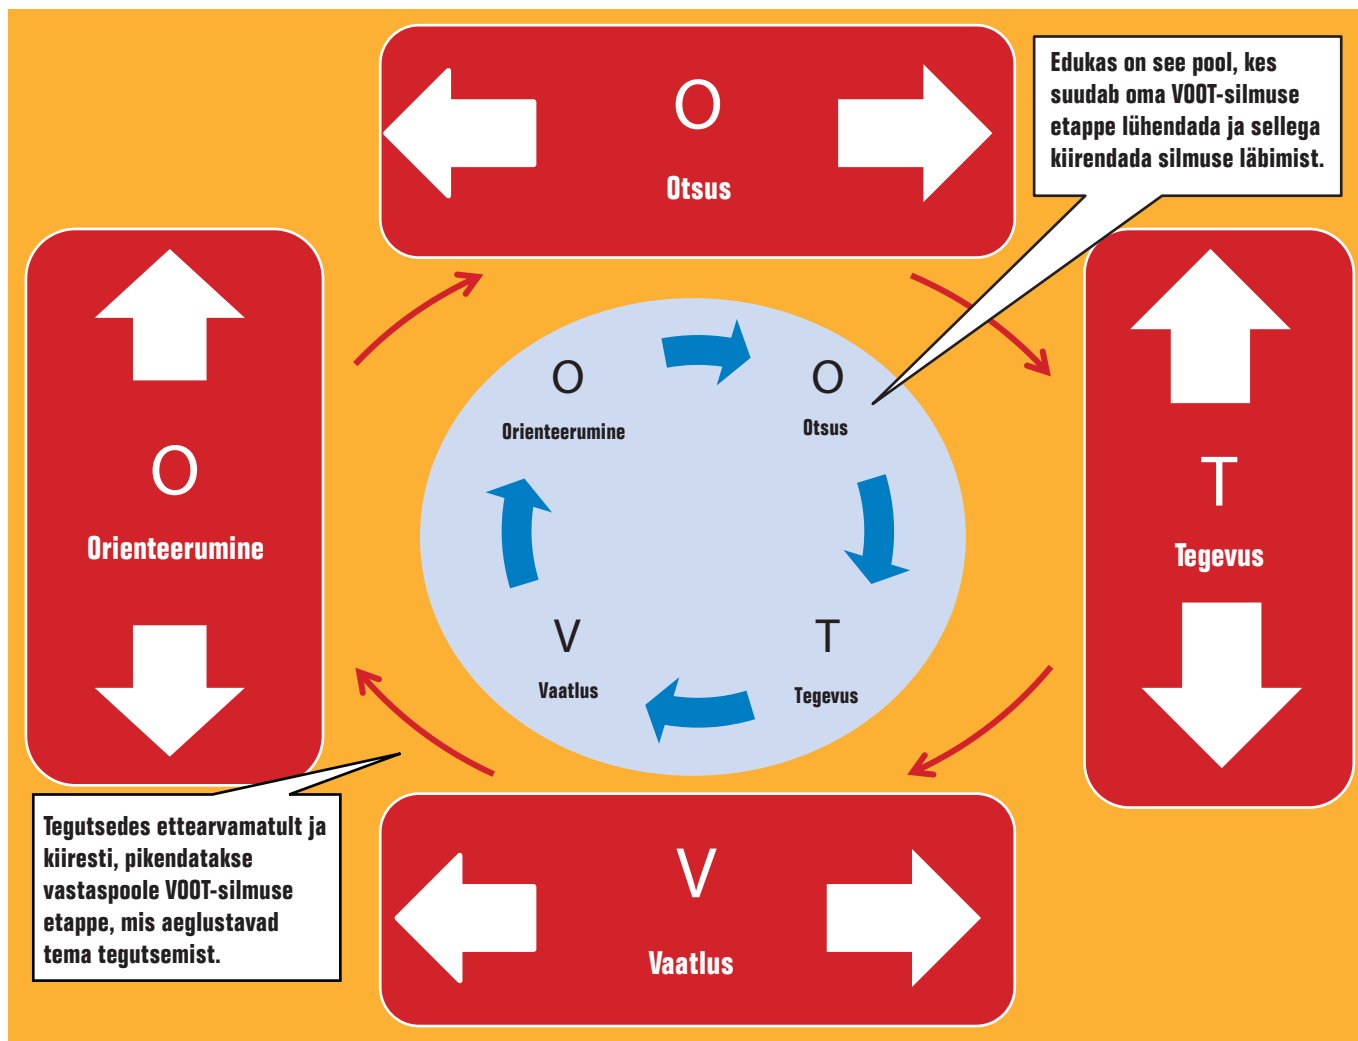 O
Otsus
Edukas on see pool, kes
suudab oma VOOT-silmuse
etappe lühendada ja sellega
kiirendada silmuse läbimist.
O
Orienteerumine
O
Orienteerumine
O
Otsus
T
Tegevus
V
Vaatlus
T
Tegevus
Tegutsedes ettearvamatult ja
kiiresti, pikendatakse
vastaspoole VOOT-silmuse
etappe, mis aeglustavad
tema tegutsemist.
V
Vaatlus